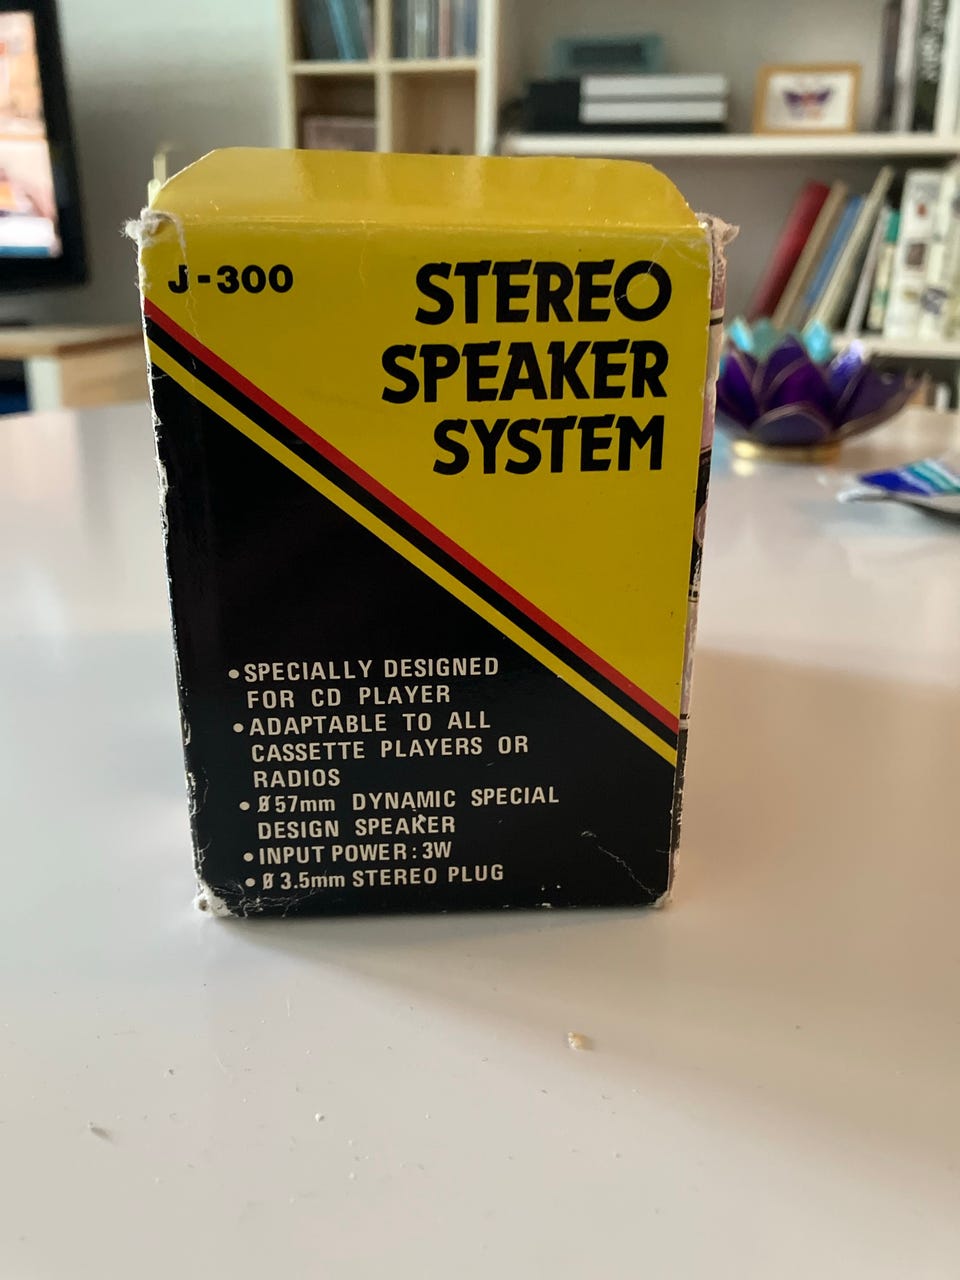 J-300
STEREO
SPEAKER
SYSTEM
•SPECIALLY DESIGNED
FOR CD PLAYER
•ADAPTABLE TO ALL
CASSETTE PLAYERS OR
RADIOS
•Ø57mm DYNAMIC SPECIAL
DESIGN SPEAKER
•INPUT POWER:3W
•Ø3.5mm STEREO PLUG